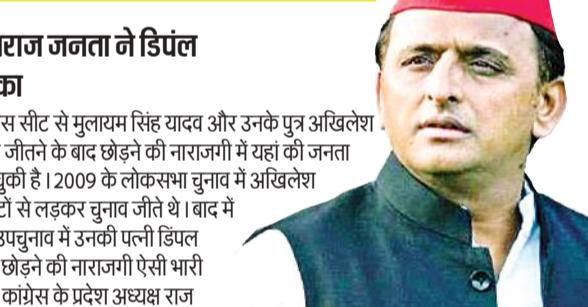 राज जनता ने डिपंल
का
स सीट से मुलायम सिंह यादव और उनके पुत्र अखिलेश
जीतने के बाद छोड़ने की नाराजगी में यहां की जनता
चुकी है । 2009 के लोकसभा चुनाव में अखिलेश
टों से लड़कर चुनाव जीते थे । बाद में
उपचुनाव में उनकी पत्नी डिंपल
छोड़ने की नाराजगी ऐसी भारी
कांग्रेस के प्रदेश अध्यक्ष राज